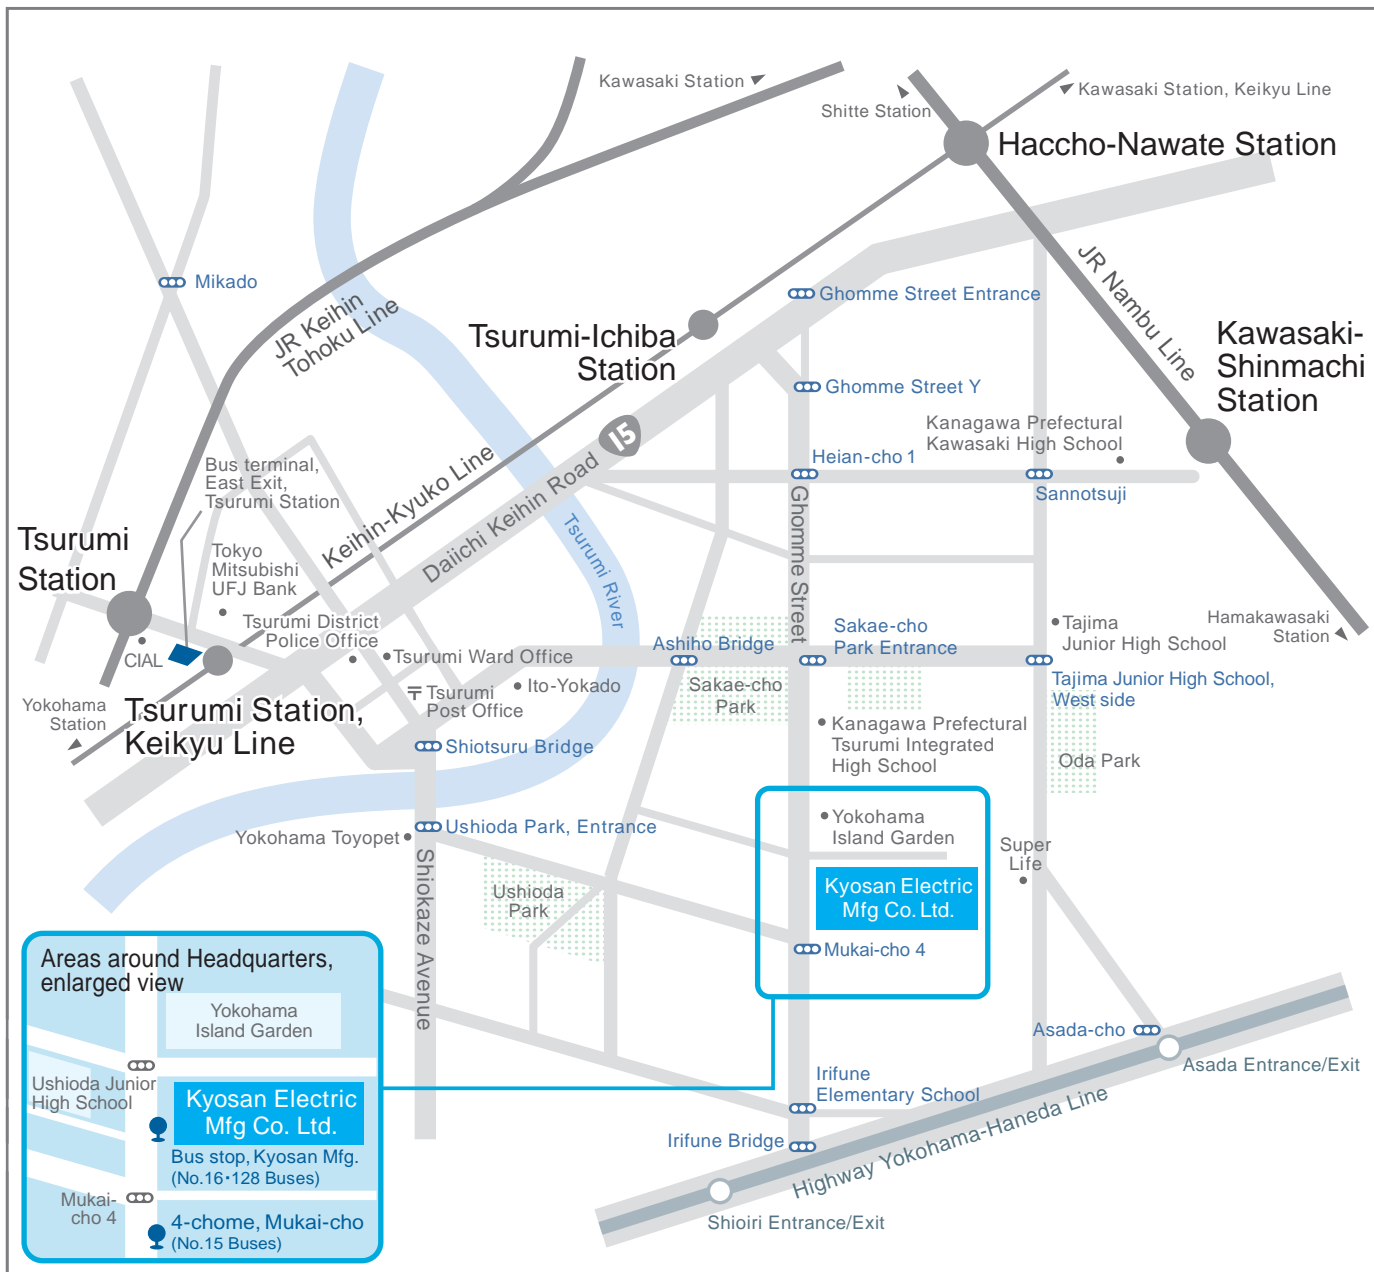 Kawasaki Station
Shitte Station
Kawasaki Station, Keikyu Line
Haccho-Nawate Station
Mikado
JR Keihin
Tohoku Line
Tsurumi-Ichiba
Station
Ghomme Street Entrance
JR Nambu Line
Kawasaki-
Shinmachi
Station
Ghomme Street Y
Kanagawa Prefectural
Kawasaki High School
15
Heian-cho 1
Sannotsuji
Bus terminal,
East Exit,
Tsurumi Station
Keihin-Kyuko Line
Daiichi Keihin Road
Tsurumi River
Ghomme Street
Tsurumi
Station
Tokyo
Mitsubishi
UFJ Bank
Tsurumi District
Police Office
CIAL
Tsurumi Ward Office
Ashiho Bridge
Sakae-cho
Park Entrance
Tajima
Junior High School
Hamakawasaki
Station
Tajima Junior High School,
West side
Yokohama
Station
Tsurumi Station,
Keikyu Line
〒 Tsurumi
Post Office
Ito-Yokado
Sakae-cho
Park
Kanagawa Prefectural
Tsurumi Integrated
High School
Oda Park
Shiotsuru Bridge
Ushioda Park, Entrance
Yokohama Toyopet
Shiokaze Avenue
Ushioda
Park
Yokohama
Island Garden
Super
Life
Kyosan Electric
Mfg Co. Ltd.
Mukai-cho 4
Asada-cho
Asada Entrance/Exit
Irifune
Elementary School
Irifune Bridge
Highway Yokohama-Haneda Line
Shioiri Entrance/Exit
Areas around Headquarters,
enlarged view
Yokohama
Island Garden
Ushioda Junior
High School
Kyosan Electric
Mfg Co. Ltd.
Bus stop, Kyosan Mfg.
(No.16・128 Buses)
Mukai-
cho 4
4-chome, Mukai-cho
(No.15 Buses)